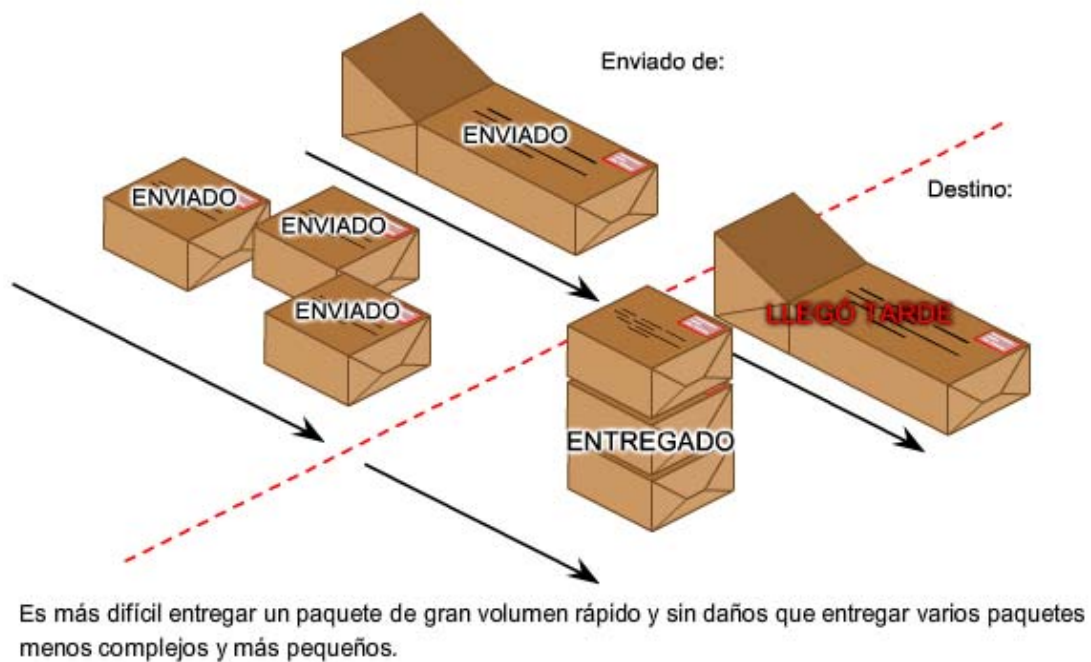 Enviado de:
ENVIADO
Destino:
ENVIADO
ENVIADO
ENVIADO
LLEGÓ TARDE
ENTREGADO
Es más difícil entregar un paquete de gran volumen rápido y sin daños que entregar varios paquetes
menos complejos y más pequeños.